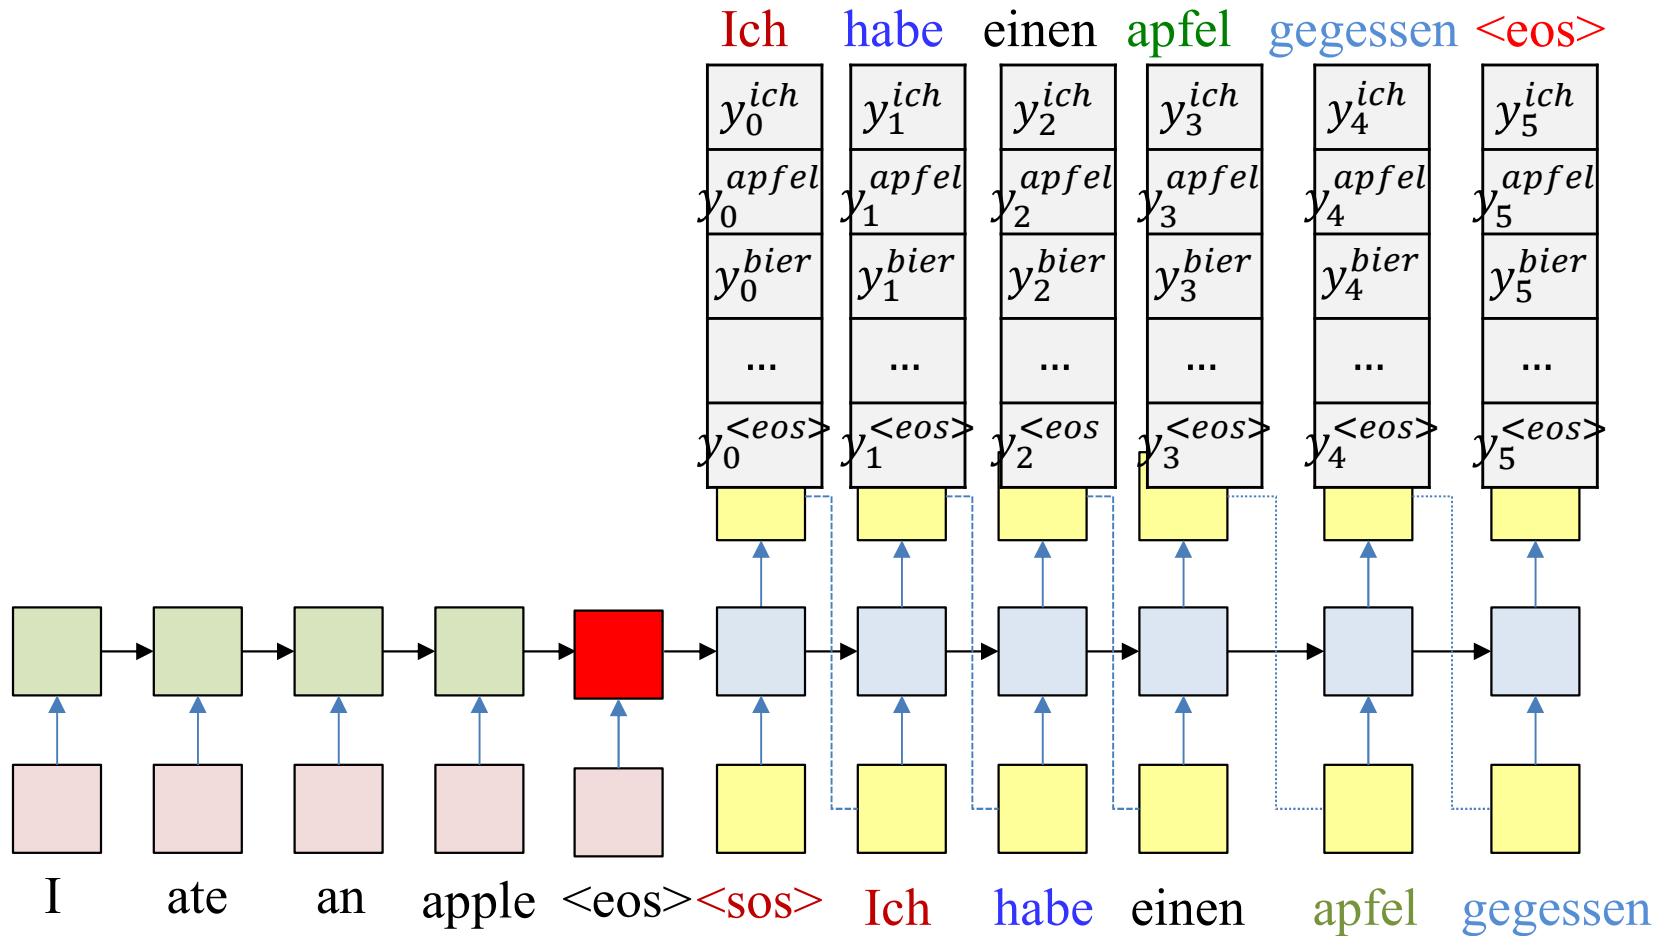 Ich habe einen apfel gegessen <eos>
y_0^{ich} y_1^{ich} y_2^{ich} y_3^{ich} y_4^{ich} y_5^{ich}
y_0^{apfel} y_1^{apfel} y_2^{apfel} y_3^{apfel} y_4^{apfel} y_5^{apfel}
y_0^{bier} y_1^{bier} y_2^{bier} y_3^{bier} y_4^{bier} y_5^{bier}
... ... ... ... ... ...
y_0^{<eos>} y_1^{<eos>} y_2^{<eos} y_3^{<eos>} y_4^{<eos>} y_5^{<eos>}
I ate an apple <eos> <sos> Ich habe einen apfel gegessen